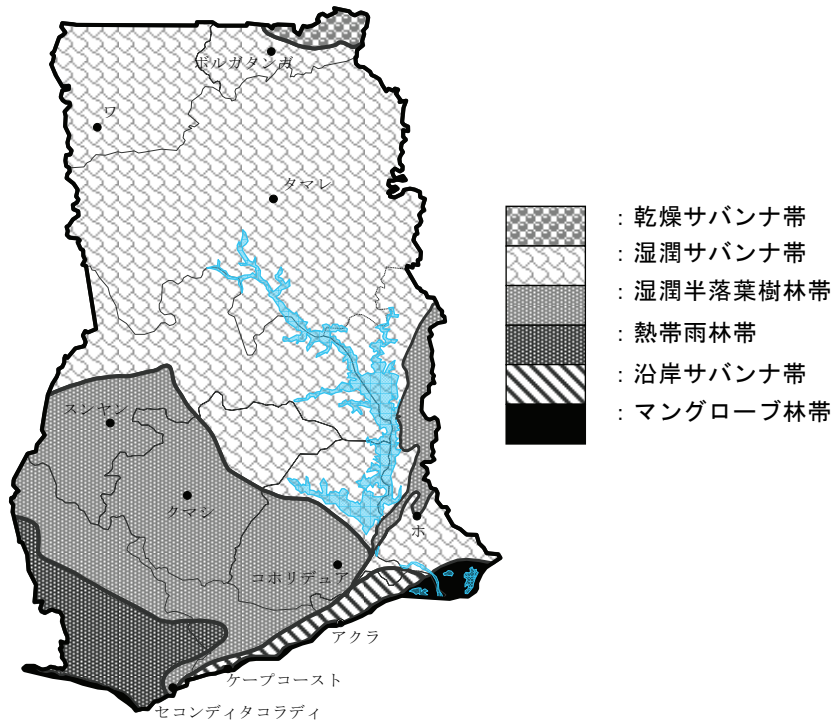 ボルガタンガ
ワ
タマレ
スンヤン
クマシ
ホ
コホリデュア
アクラ
ケープコースト
セコンディタコラディ
：乾燥サバンナ帯
：湿潤サバンナ帯
：湿潤半落葉樹林帯
：熱帯雨林帯
：沿岸サバンナ帯
：マングローブ林帯